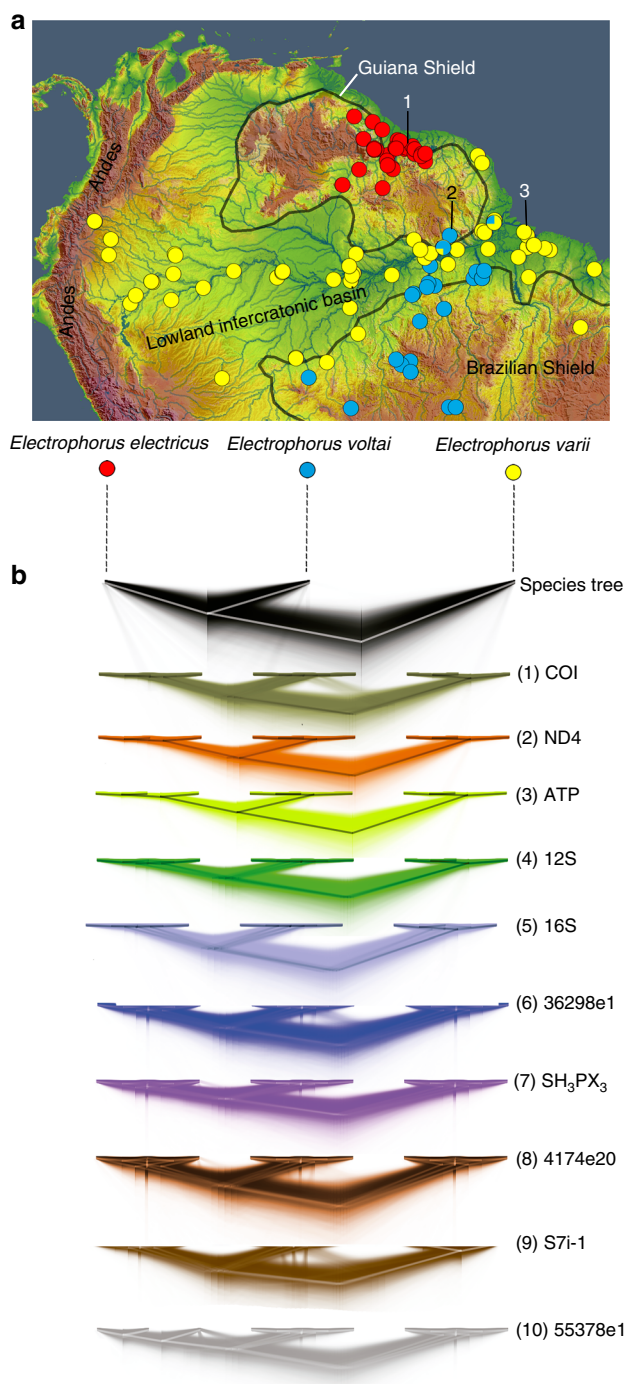 a
Guiana Shield
1
Andes
2
3
Andes
Lowland intercratonic basin
Brazilian Shield
Electrophorus electricus
Electrophorus voltai
Electrophorus varii
b
Species tree
(1) COI
(2) ND4
(3) ATP
(4) 12S
(5) 16S
(6) 36298e1
(7) SH₃PX₃
(8) 4174e20
(9) S7i-1
(10) 55378e1